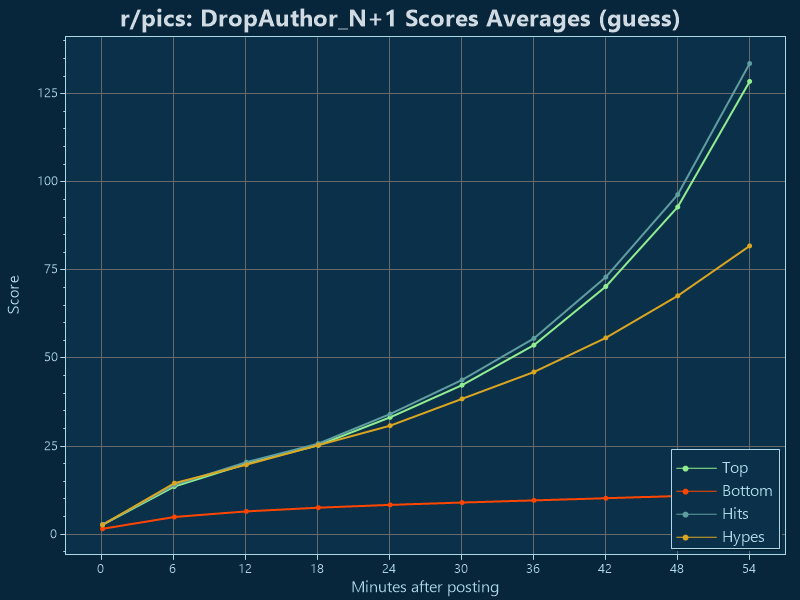 r/pics: DropAuthor_N+1 Scores Averages (guess)
Score
125
100
75
50
25
0
0 6 12 18 24 30 36 42 48 54
Minutes after posting
Top
Bottom
Hits
Hypes